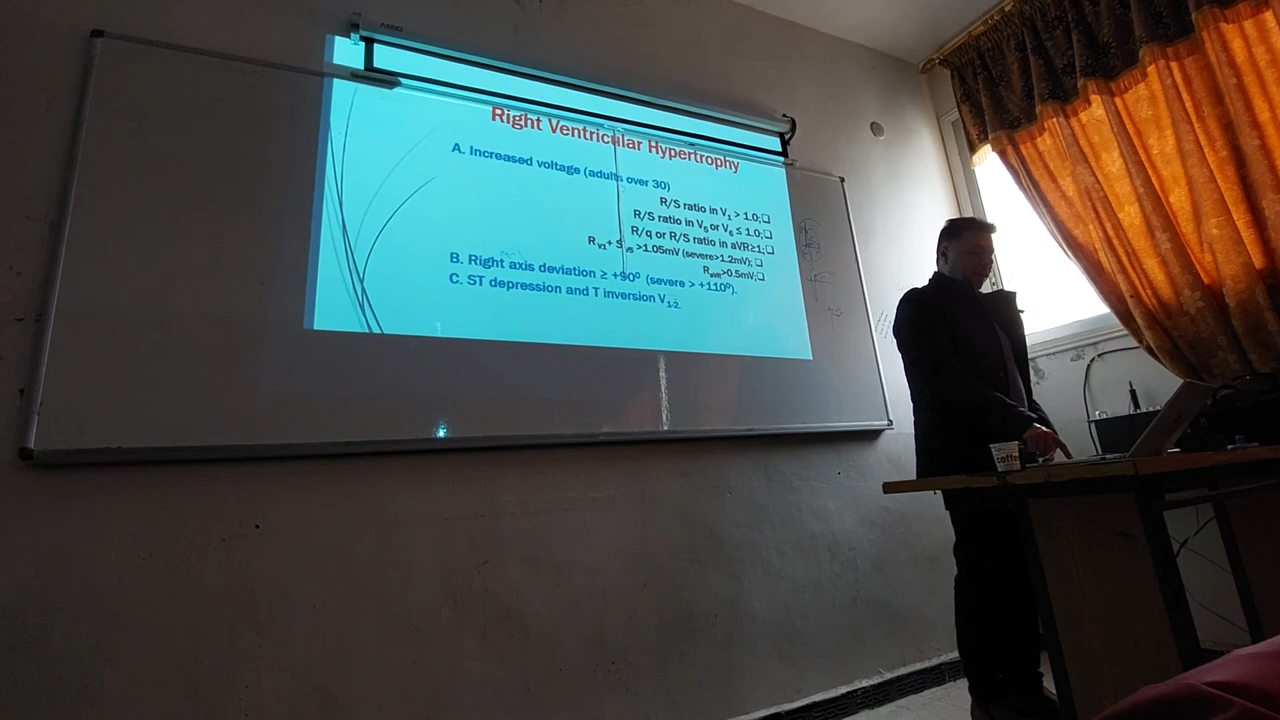 Right Ventricular Hypertrophy
A. Increased voltage (adults over 30)
R/S ratio in V1 > 1.0;❑
R/S ratio in V5 or V6 ≤ 1.0;❑
R/q or R/S ratio in aVR≥1;❑
RV1+ SV5 >1.05mV (severe>1.2mV); ❑
RaVR>0.5mV;❑
B. Right axis deviation ≥ +90⁰ (severe > +110⁰).
C. ST depression and T inversion V1-2.
coffee